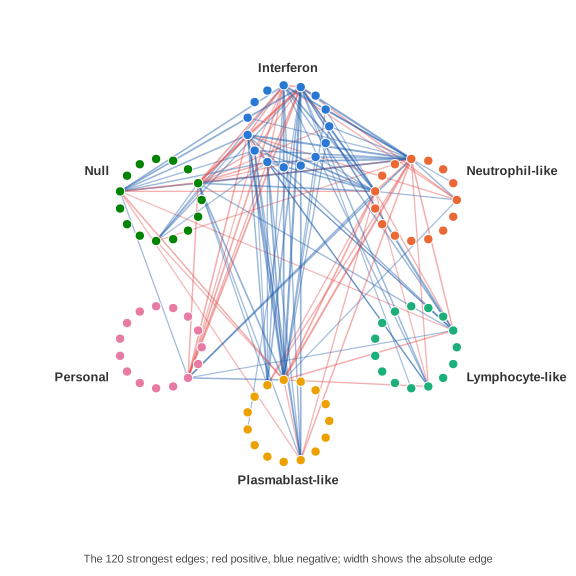 Interferon
Null
Neutrophil-like
Personal
Lymphocyte-like
Plasmablast-like
The 120 strongest edges; red positive, blue negative; width shows the absolute edge